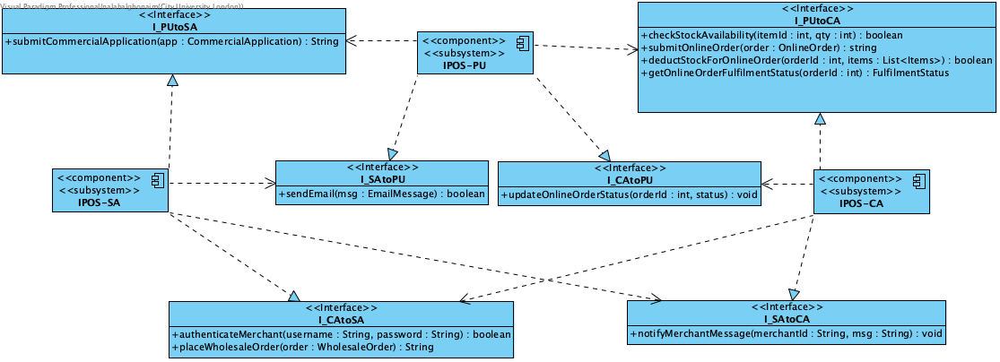 Visual Paradigm Professional(nalabalghonaim(City University London))
<<Interface>>
I_PUtoSA
+submitCommercialApplication(app : CommercialApplication) : String
<<component>>
<<subsystem>>
IPOS-PU
<<Interface>>
I_PUtoCA
+checkStockAvailability(itemId : int, qty : int) : boolean
+submitOnlineOrder(order : OnlineOrder) : string
+deductStockForOnlineOrder(orderId : int, items : List<Items>) : boolean
+getOnlineOrderFulfilmentStatus(orderId : int) : FulfilmentStatus
<<component>>
<<subsystem>>
IPOS-SA
<<Interface>>
I_SAtoPU
+sendEmail(msg : EmailMessage) : boolean
<<Interface>>
I_CAtoPU
+updateOnlineOrderStatus(orderId : int, status) : void
<<component>>
<<subsystem>>
IPOS-CA
<<Interface>>
I_CAtoSA
+authenticateMerchant(username : String, password : String) : boolean
+placeWholesaleOrder(order : WholesaleOrder) : String
<<Interface>>
I_SAtoCA
+notifyMerchantMessage(merchantId : String, msg : String) : void